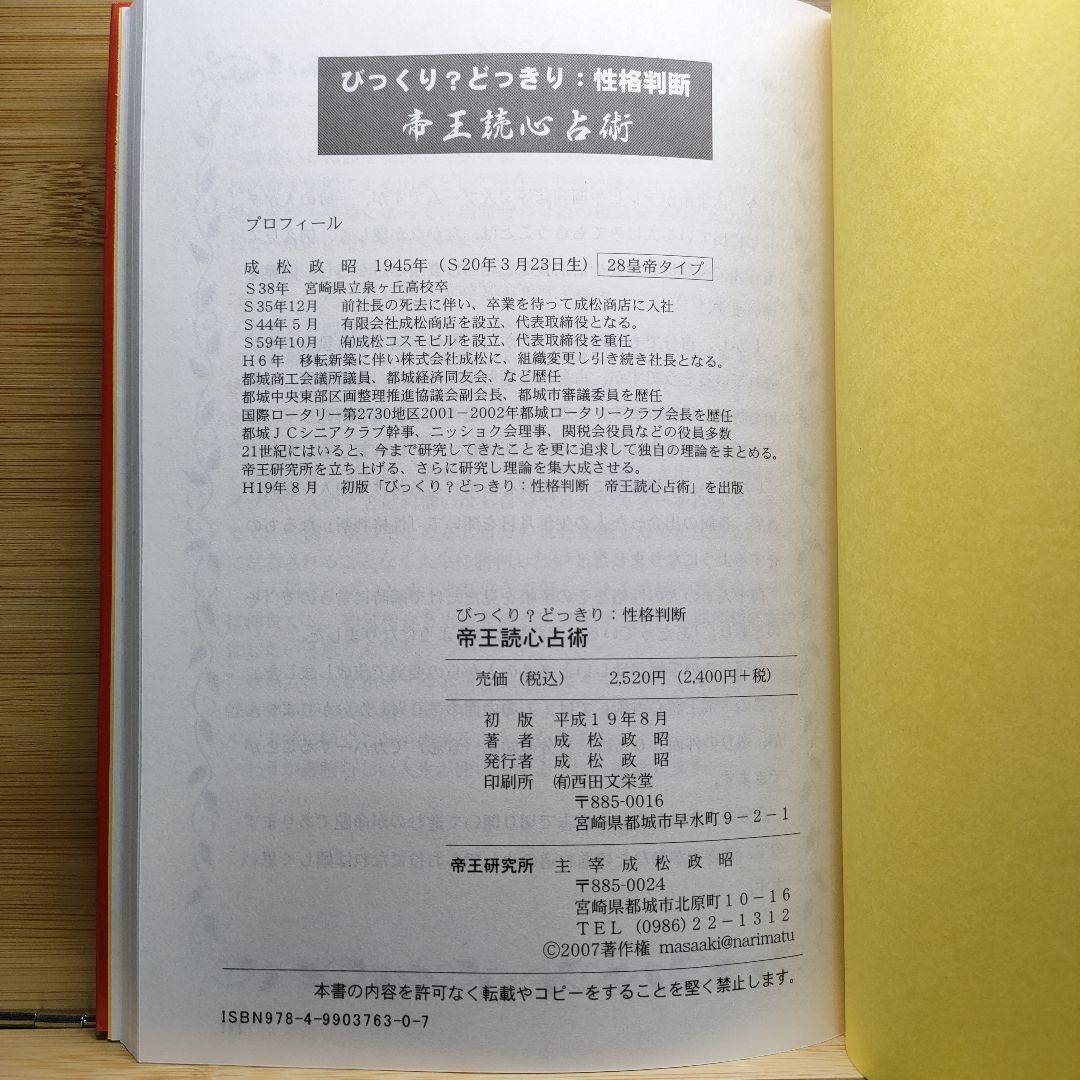 びっくり？どっきり：性格判断
帝王読心占術
プロフィール
成松政昭 1945年（S20年3月23日生） 28皇帝タイプ
S38年 宮崎県立泉ヶ丘高校卒
S35年12月 前社長の死去に伴い、卒業を待って成松商店に入社
S44年5月 有限会社成松商店を設立、代表取締役となる。
S59年10月 ㈲成松コスモビルを設立、代表取締役を重任
H6年 移転新築に伴い株式会社成松に、組織変更し引き続き社長となる。
都城商工会議所議員、都城経済同友会、など歴任
都城中央東部区画整理推進協議会副会長、都城市審議委員を歴任
国際ロータリー第2730地区2001－2002年都城ロータリークラブ会長を歴任
都城JCシニアクラブ幹事、ニッショク会理事、関税会役員などの役員多数
21世紀にはいると、今まで研究してきたことを更に追求して独自の理論をまとめる。
帝王研究所を立ち上げる、さらに研究し理論を集大成させる。
H19年8月 初版「びっくり？どっきり：性格判断 帝王読心占術」を出版
びっくり？どっきり：性格判断
帝王読心占術
売価（税込） 2,520円（2,400円＋税）
初版 平成19年8月
著者 成松政昭
発行者 成松政昭
印刷所 ㈲西田文栄堂
〒885-0016
宮崎県都城市早水町9－2－1
帝王研究所 主宰 成松政昭
〒885-0024
宮崎県都城市北原町10－16
TEL (0986) 22－1312
©2007著作権 masaaki@narimatu
本書の内容を許可なく転載やコピーをすることを堅く禁止します。
ISBN978-4-9903763-0-7